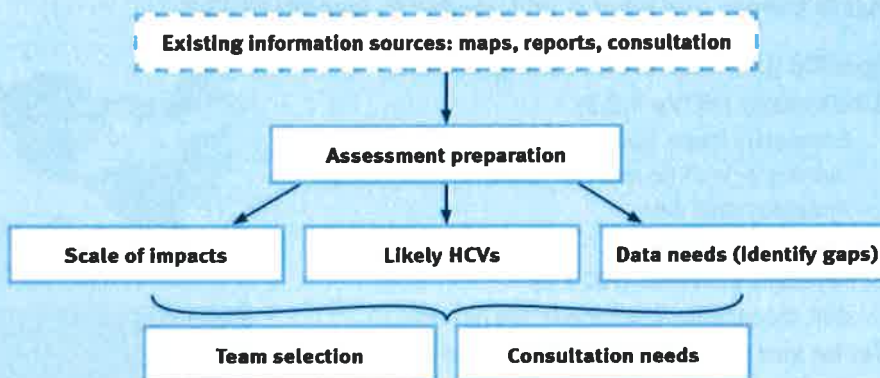 Existing information sources: maps, reports, consultation
Assessment preparation
Scale of impacts
Likely HCVs
Data needs (Identify gaps)
Team selection
Consultation needs